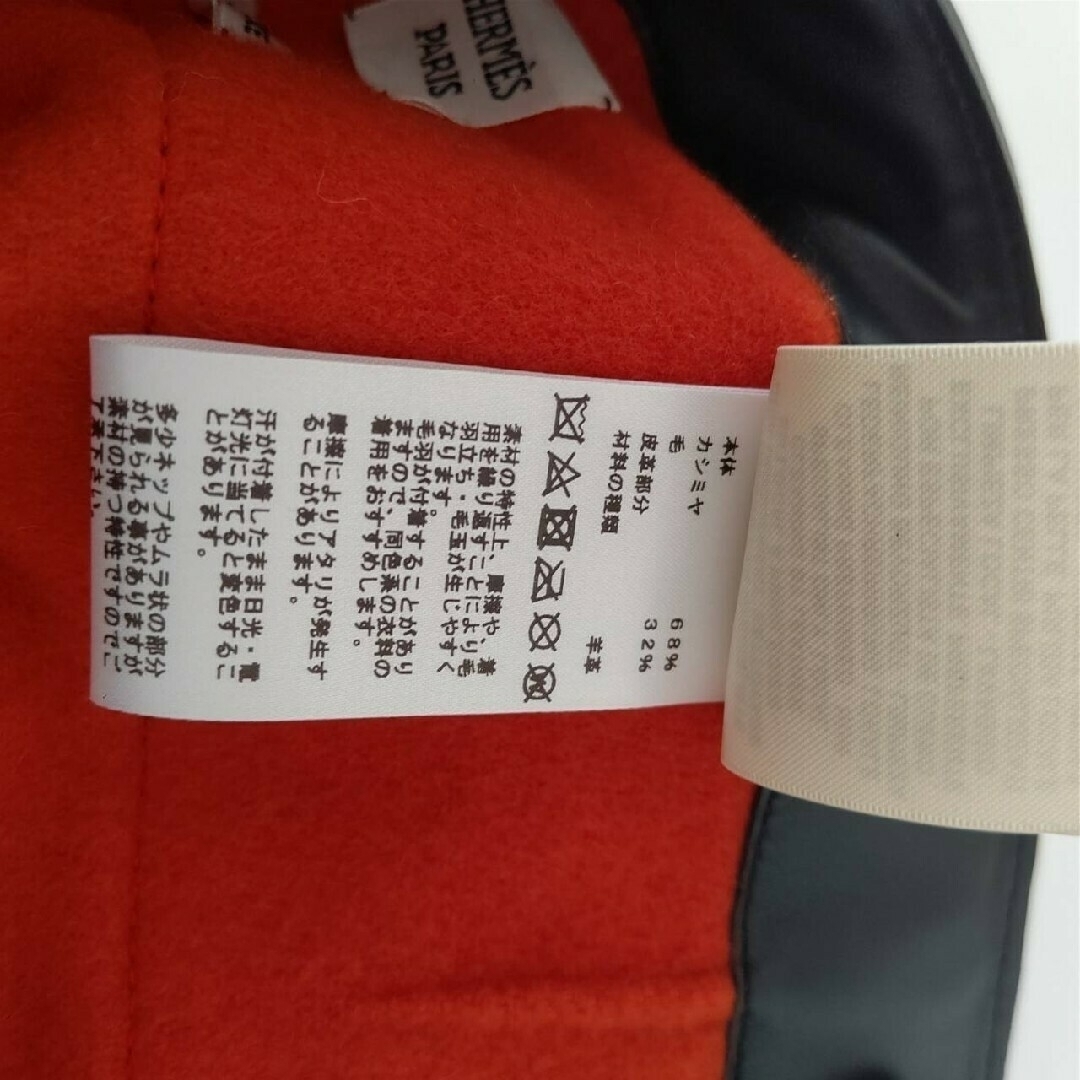 HERMÈS
PARIS
本体
カシミヤ 68%
毛 32%
皮革部分
材料の種類 羊革
素材の特性上、摩擦や、着
用を繰り返すことにより毛
羽立ち・毛玉が生じやすく
なります。
毛羽が付着することがあり
ますので、同色系の衣料の
着用をおすすめします。
摩擦によりアタリが発生す
ることがあります。
汗が付着したまま日光・電
灯光に当てると変色するこ
とがあります。
多少ネップやムラ状の部分
が見られる事がありますが
素材の持つ特性ですのでご
了承下さい。